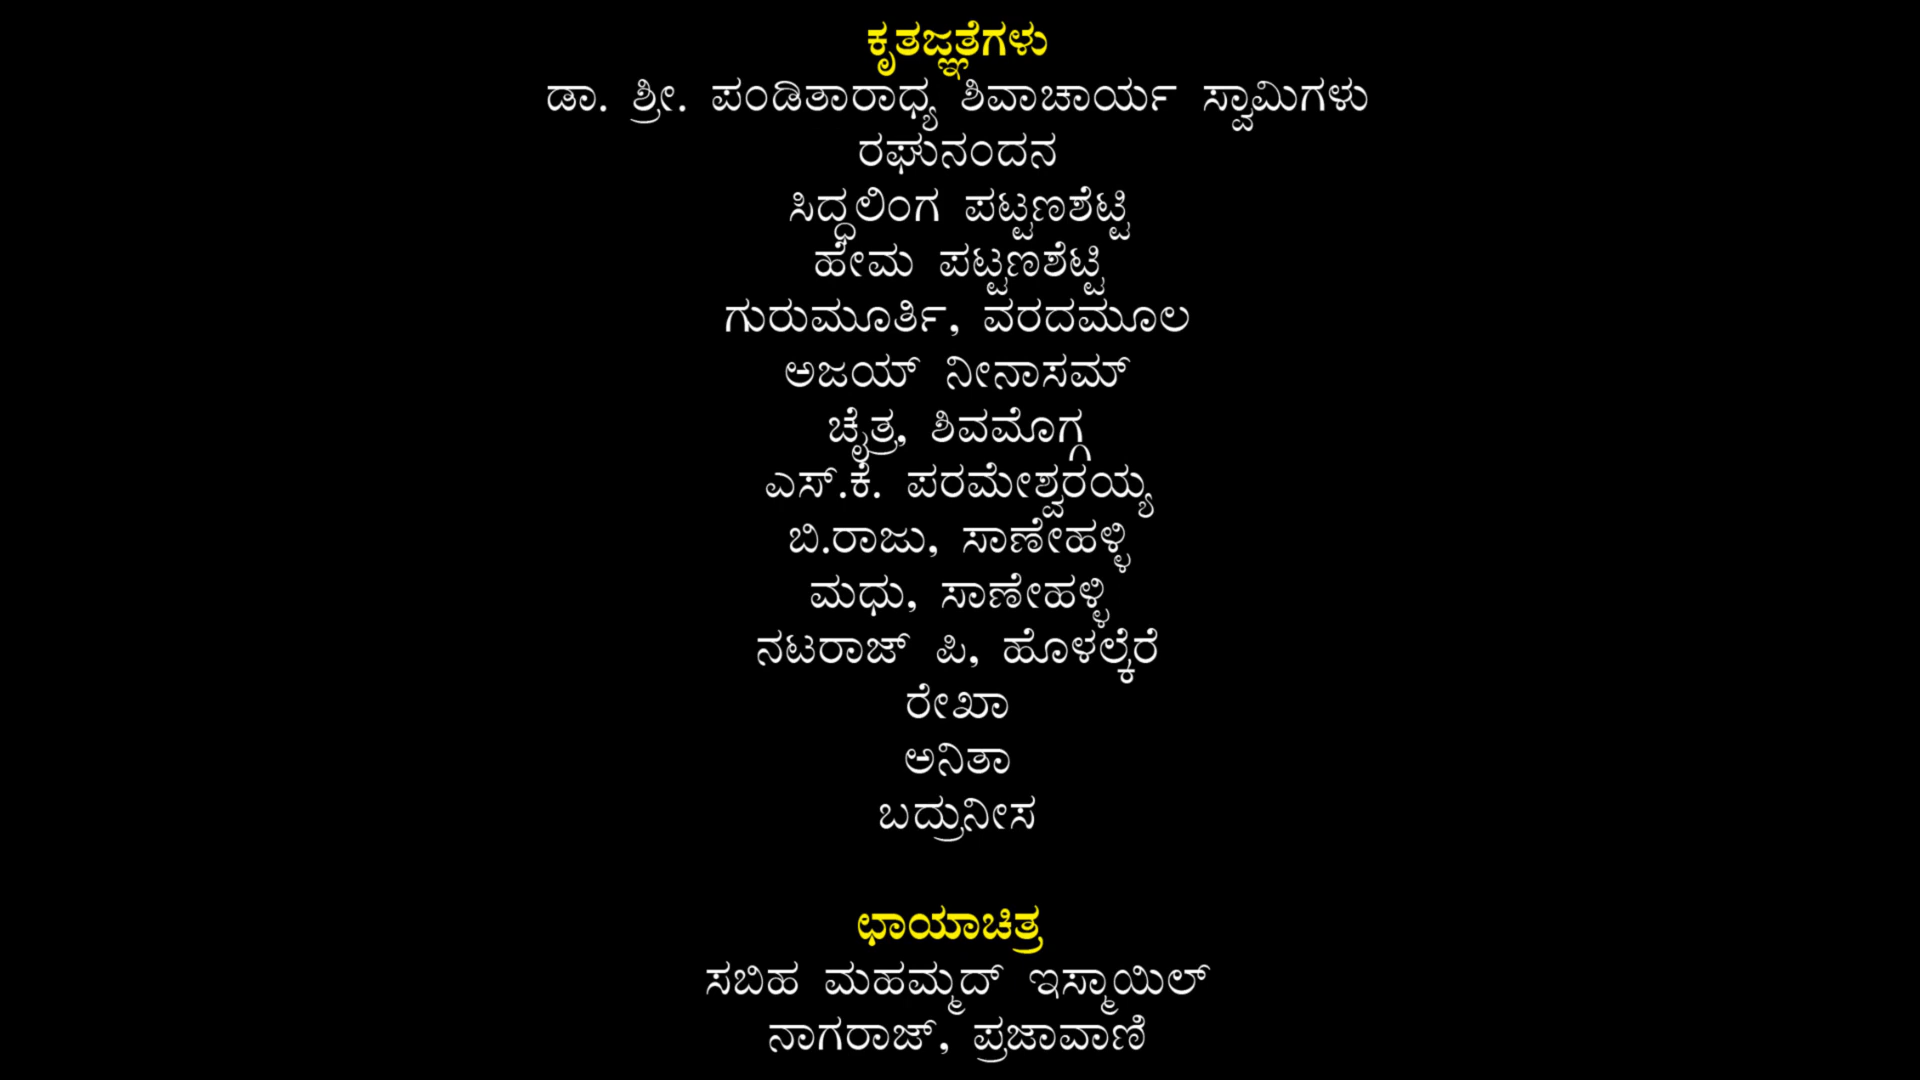 ಕೃತಜ್ಞತೆಗಳು
ಡಾ. ಶ್ರೀ. ಪಂಡಿತಾರಾಧ್ಯ ಶಿವಾಚಾರ್ಯ ಸ್ವಾಮಿಗಳು
ರಘುನಂದನ
ಸಿದ್ಧಲಿಂಗ ಪಟ್ಟಣಶೆಟ್ಟಿ
ಹೇಮ ಪಟ್ಟಣಶೆಟ್ಟಿ
ಗುರುಮೂರ್ತಿ, ವರದಮೂಲ
ಅಜಯ್ ನೀನಾಸಮ್
ಚೈತ್ರ, ಶಿವಮೊಗ್ಗ
ಎಸ್.ಕೆ. ಪರಮೇಶ್ವರಯ್ಯ
ಬಿ.ರಾಜು, ಸಾಣೇಹಳ್ಳಿ
ಮಧು, ಸಾಣೇಹಳ್ಳಿ
ನಟರಾಜ್ ಪಿ, ಹೊಳಲ್ಕೆರೆ
ರೇಖಾ
ಅನಿತಾ
ಬದ್ರುನೀಸ
ಛಾಯಾಚಿತ್ರ
ಸಬಿಹ ಮಹಮ್ಮದ್ ಇಸ್ಮಾಯಿಲ್
ನಾಗರಾಜ್, ಪ್ರಜಾವಾಣಿ